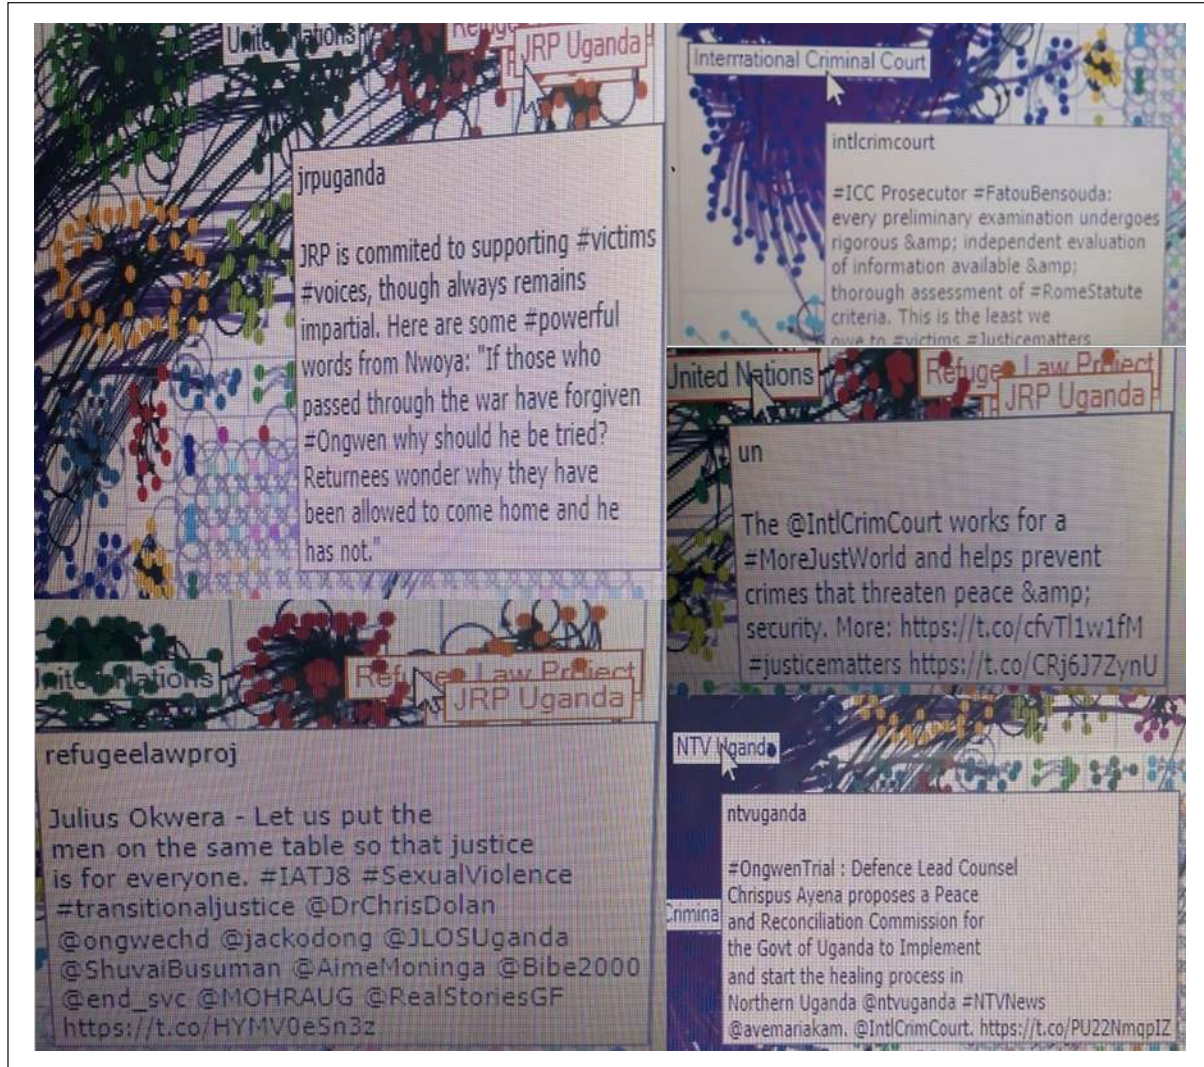 United Nations
JRP Uganda
jrpuganda
JRP is commited to supporting #victims
#voices, though always remains
impartial. Here are some #powerful
words from Nwoya: "If those who
passed through the war have forgiven
#Ongwen why should he be tried?
Returnees wonder why they have
been allowed to come home and he
has not."
International Criminal Court
intlcrimcourt
#ICC Prosecutor #FatouBensouda:
every preliminary examination undergoes
rigorous &amp; independent evaluation
of information available &amp;
thorough assessment of #RomeStatute
criteria. This is the least we
owe to #victims #Justicematters
United Nations
Refugee Law Project
JRP Uganda
un
The @IntlCrimCourt works for a
#MoreJustWorld and helps prevent
crimes that threaten peace &amp;
security. More: https://t.co/cfvTl1w1fM
#justicematters https://t.co/CRj6J7ZynU
United Nations
Refugee Law Project
JRP Uganda
refugeelawproj
Julius Okwera - Let us put the
men on the same table so that justice
is for everyone. #IATJ8 #SexualViolence
#transitionaljustice @DrChrisDolan
@ongwechd @jackodong @JLOSUganda
@ShuvaiBusuman @AimeMoninga @Bibe2000
@end_svc @MOHRAUG @RealStoriesGF
https://t.co/HYMV0eSn3z
NTV Uganda
Crimina
ntvuganda
#OngwenTrial : Defence Lead Counsel
Chrispus Ayena proposes a Peace
and Reconciliation Commission for
the Govt of Uganda to Implement
and start the healing process in
Northern Uganda @ntvuganda #NTVNews
@avemariakam. @IntlCrimCourt. https://t.co/PU22NmqpIZ